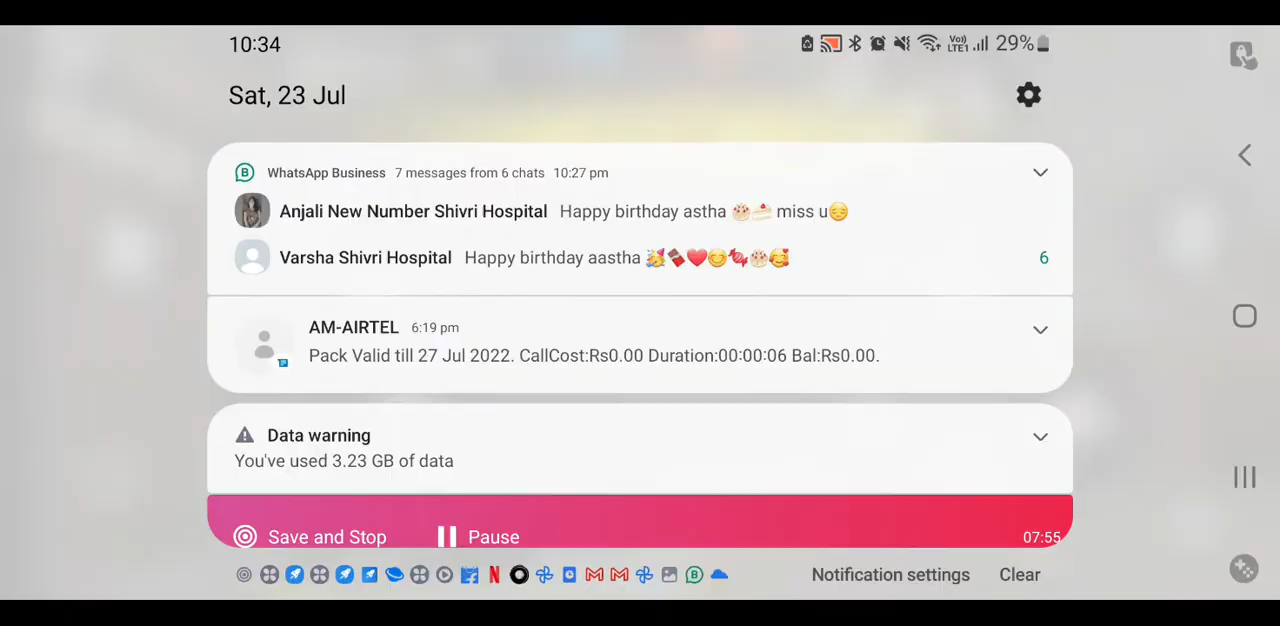 10:34
Vo) LTE1 29%
Sat, 23 Jul
WhatsApp Business 7 messages from 6 chats 10:27 pm
Anjali New Number Shivri Hospital Happy birthday astha 🎂🍰 miss u😔
Varsha Shivri Hospital Happy birthday aastha 🥳🍫❤️😊🍬🎂🥰 6
AM-AIRTEL 6:19 pm
Pack Valid till 27 Jul 2022. CallCost:Rs0.00 Duration:00:00:06 Bal:Rs0.00.
Data warning
You've used 3.23 GB of data
Save and Stop Pause 07:55
Notification settings Clear